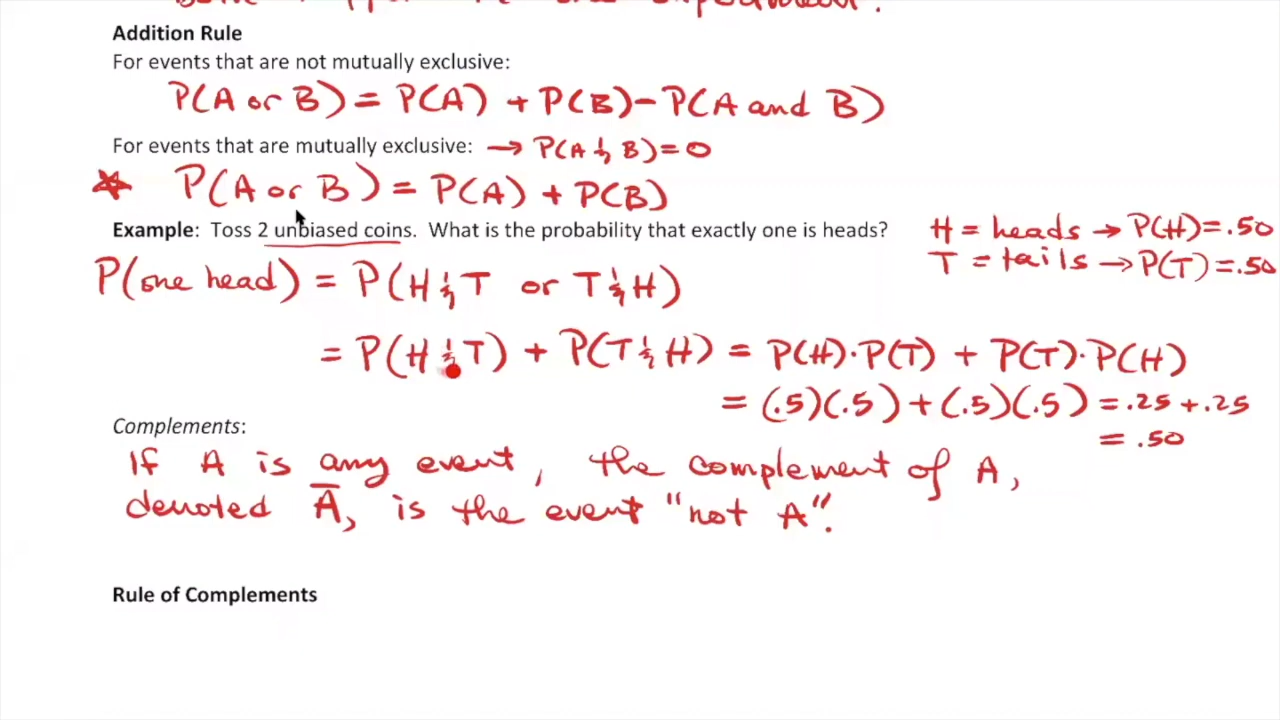 Addition Rule
For events that are not mutually exclusive:
P(A or B) = P(A) + P(B) - P(A and B)
For events that are mutually exclusive: → P(A & B) = 0
P(A or B) = P(A) + P(B)
Example: Toss 2 unbiased coins. What is the probability that exactly one is heads?
H = heads → P(H) = .50
T = tails → P(T) = .50
P(one head) = P(H & T or T & H)
= P(H & T) + P(T & H) = P(H)·P(T) + P(T)·P(H)
= (.5)(.5) + (.5)(.5) = .25 + .25
= .50
Complements:
If A is any event, the complement of A,
denoted A̅, is the event "not A".
Rule of Complements